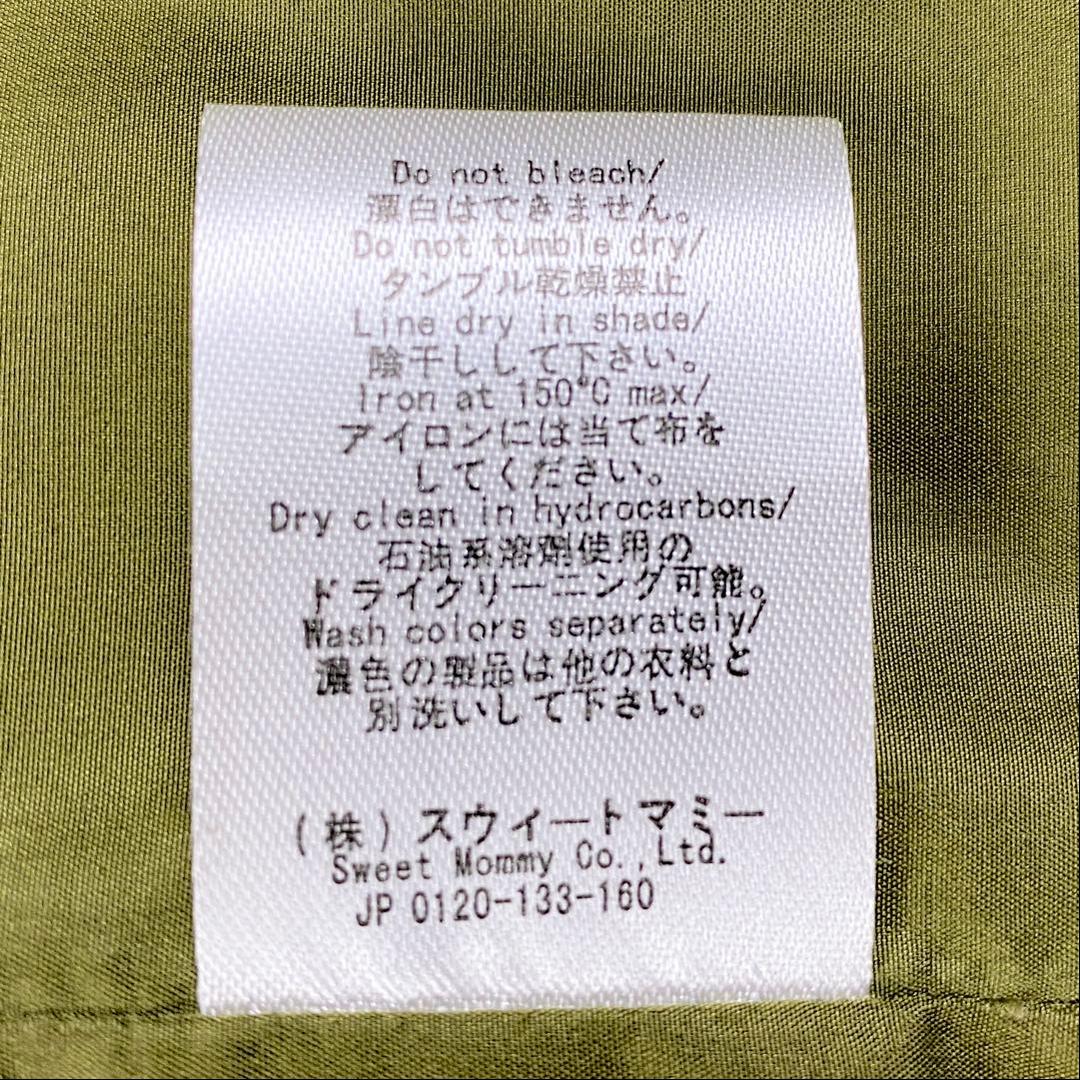 Do not bleach/
漂白はできません。
Do not tumble dry/
タンブル乾燥禁止
Line dry in shade/
陰干しして下さい。
Iron at 150°C max/
アイロンには当て布を
してください。
Dry clean in hydrocarbons/
石油系溶剤使用の
ドライクリーニング可能。
Wash colors separately/
濃色の製品は他の衣料と
別洗いして下さい。
(株)スウィートマミー
Sweet Mommy Co.,Ltd.
JP 0120-133-160